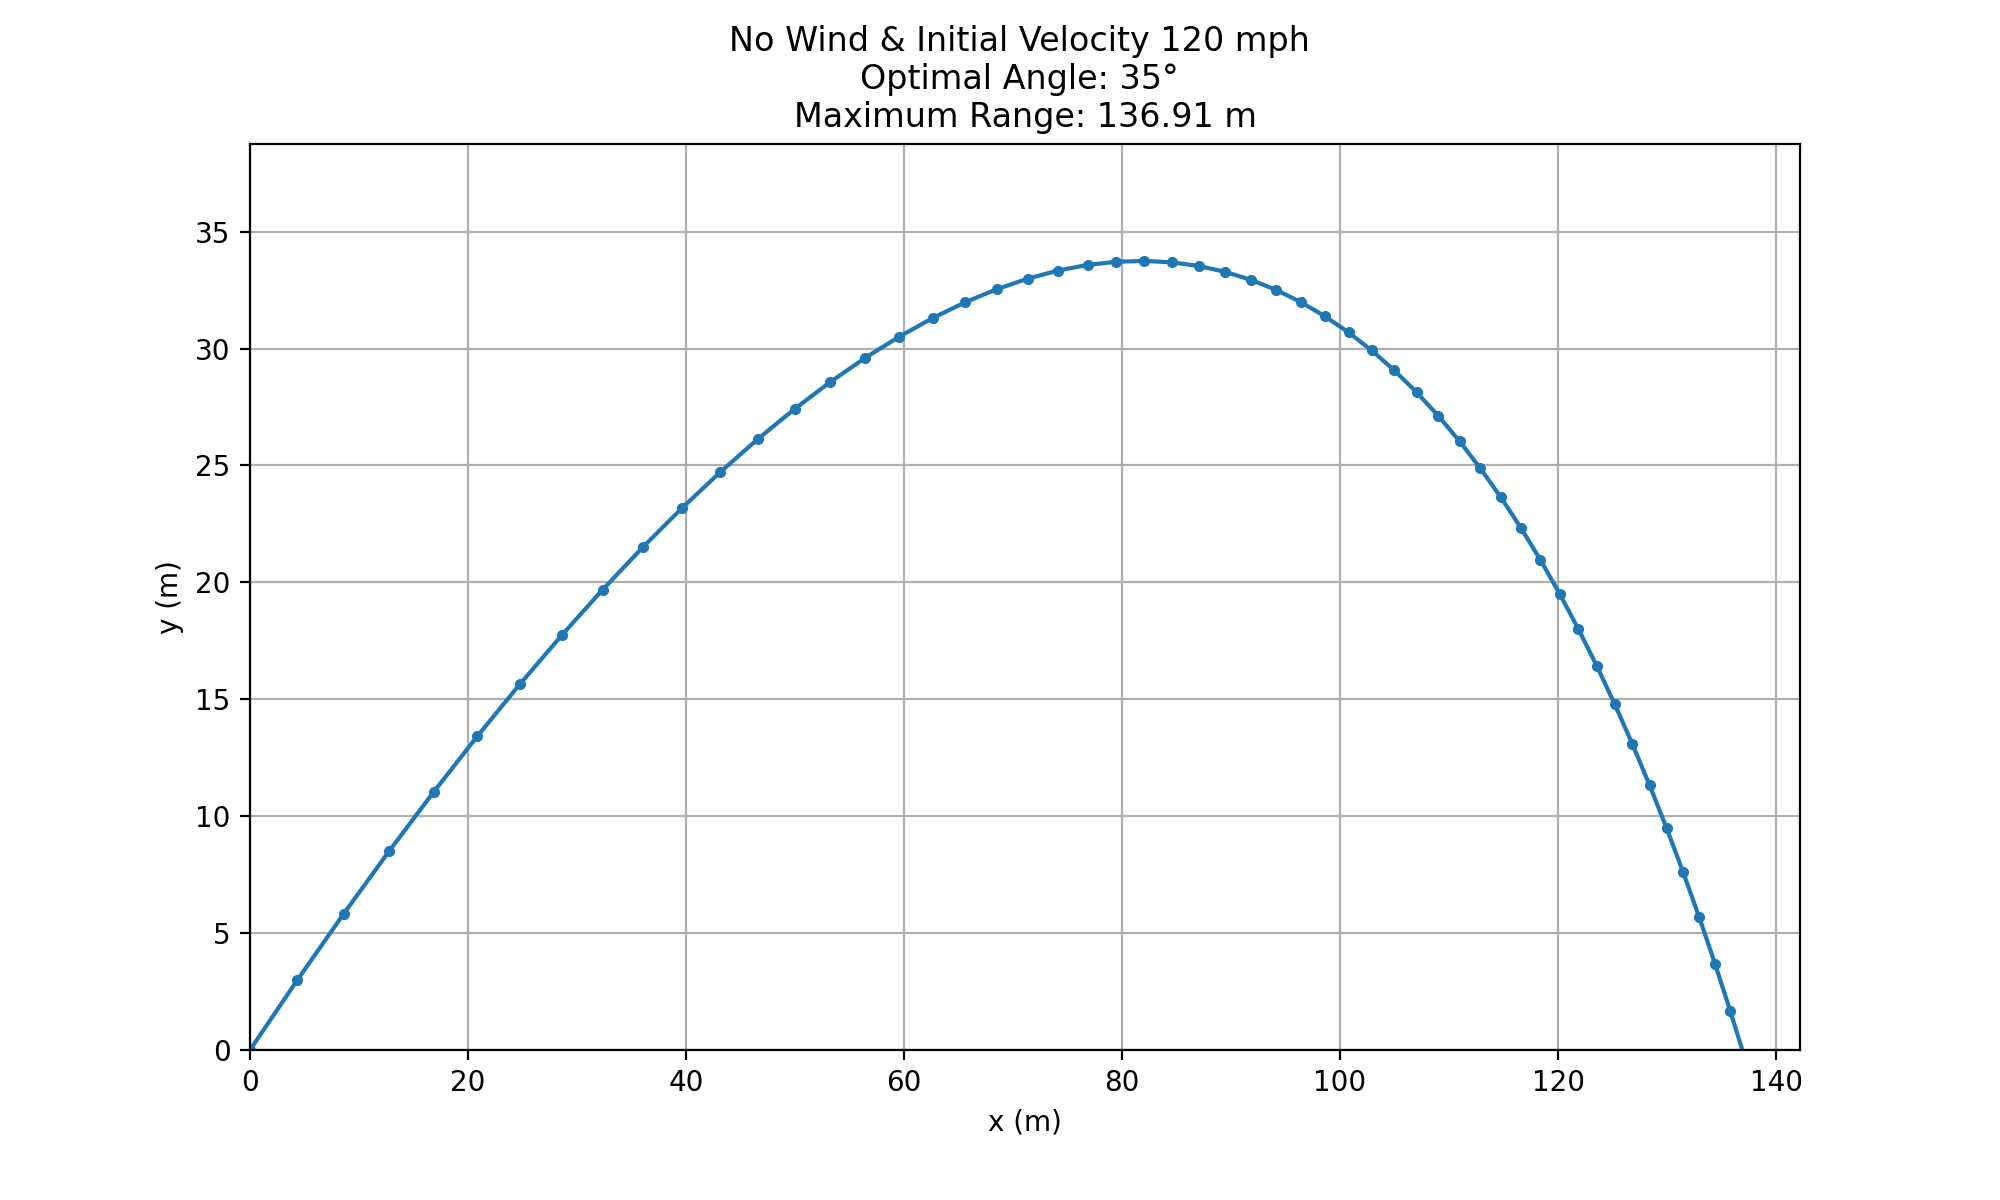 No Wind & Initial Velocity 120 mph
Optimal Angle: 35°
Maximum Range: 136.91 m
35
30
25
20
15
10
5
0
y (m)
0 20 40 60 80 100 120 140
x (m)